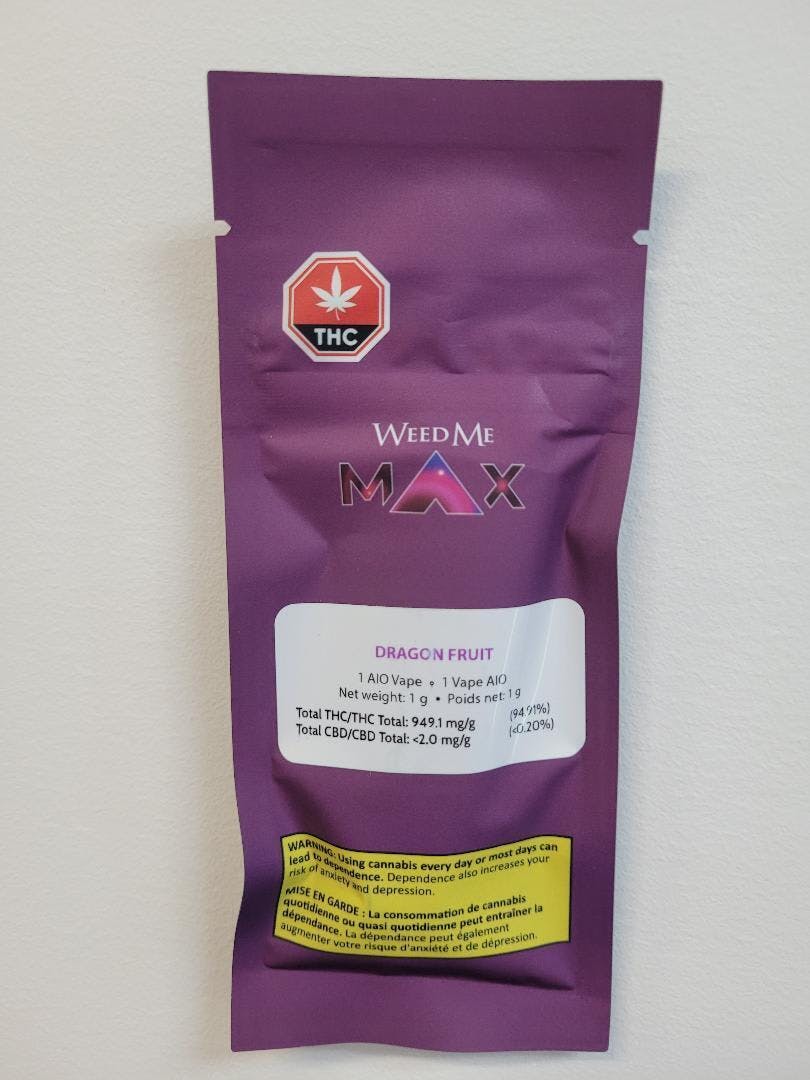 THC
WEED ME
MAX
DRAGON FRUIT
1 AIO Vape • 1 Vape AIO
Net weight: 1 g • Poids net: 1 g
Total THC/THC Total: 949.1 mg/g (94.91%)
Total CBD/CBD Total: <2.0 mg/g (<0.20%)
WARNING: Using cannabis every day or most days can
lead to dependence. Dependence also increases your
risk of anxiety and depression.
MISE EN GARDE : La consommation de cannabis
quotidienne ou quasi quotidienne peut entraîner la
dépendance. La dépendance peut également
augmenter votre risque d'anxiété et de dépression.